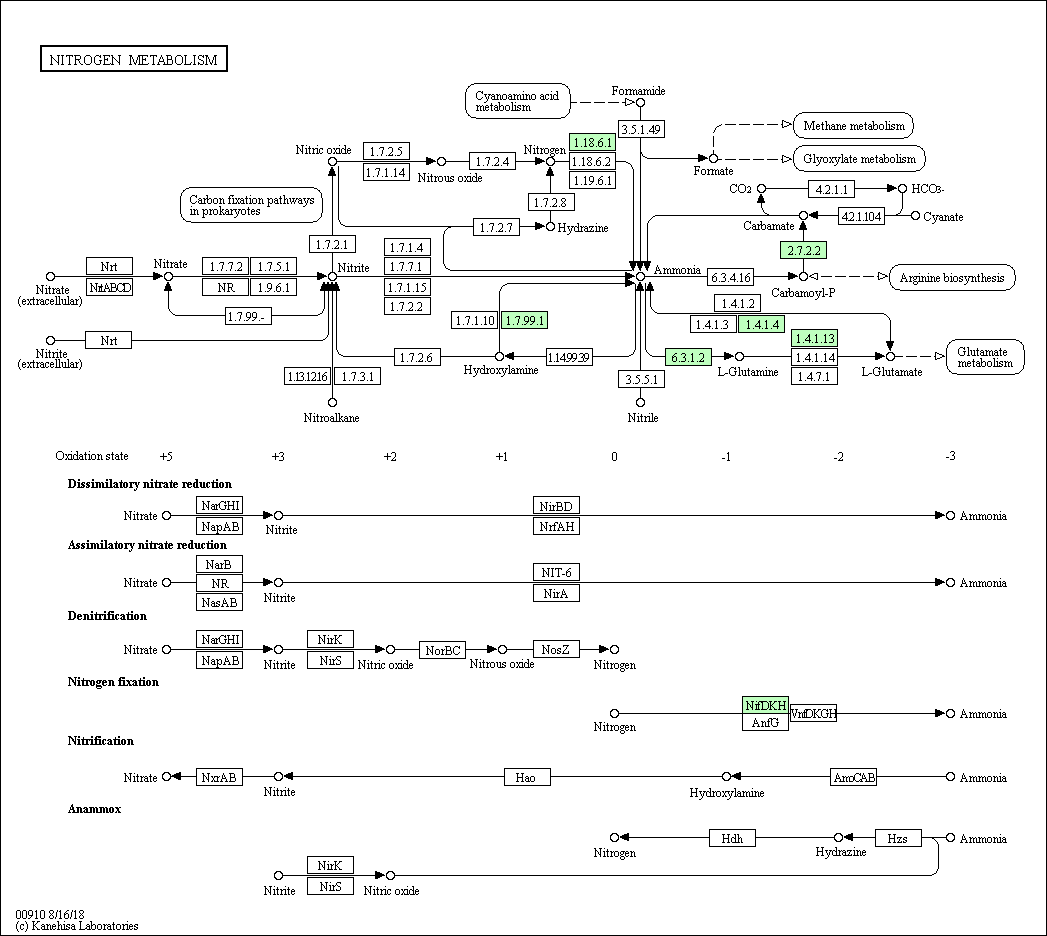 NITROGEN METABOLISM
Cyanoamino acid
metabolism
Formamide
3.5.1.49
Methane metabolism
Glyoxylate metabolism
Formate
Nitric oxide
1.7.2.5
1.7.1.14
Nitrous oxide
1.7.2.4
Nitrogen
1.18.6.1
1.18.6.2
1.19.6.1
CO2
4.2.1.1
HCO3-
Carbon fixation pathways
in prokaryotes
1.7.2.8
1.7.2.7
Hydrazine
Carbamate
4.2.1.104
Cyanate
1.7.2.1
1.7.1.4
1.7.7.1
1.7.1.15
1.7.2.2
2.7.2.2
Nrt
NrtABCD
Nitrate
(extracellular)
Nitrate
1.7.7.2
1.7.5.1
NR
1.9.6.1
Nitrite
Ammonia
6.3.4.16
Carbamoyl-P
Arginine biosynthesis
1.7.99.-
1.7.1.10
1.7.99.1
1.4.1.2
1.4.1.3
1.4.1.4
Nrt
Nitrite
(extracellular)
1.7.2.6
Hydroxylamine
1.14.99.39
6.3.1.2
L-Glutamine
1.4.1.13
1.4.1.14
1.4.7.1
L-Glutamate
Glutamate
metabolism
1.13.12.16
1.7.3.1
3.5.5.1
Nitroalkane
Nitrile
Oxidation state +5 +3 +2 +1 0 -1 -2 -3
Dissimilatory nitrate reduction
NarGHI
NapAB
NirBD
NrfAH
Nitrate Nitrite Ammonia
Assimilatory nitrate reduction
NarB
NR
NasAB
NIT-6
NirA
Nitrate Nitrite Ammonia
Denitrification
NarGHI
NapAB
NirK
NirS
NorBC
NosZ
Nitrate Nitrite Nitric oxide Nitrous oxide Nitrogen
Nitrogen fixation
NifDKH
AnfG
VnfDKGH
Nitrogen Ammonia
Nitrification
Nitrate NxrAB Nitrite Hao Hydroxylamine AmoCAB Ammonia
Anammox
Nitrogen Hdh Hydrazine Hzs Ammonia
NirK
NirS
Nitrite Nitric oxide
00910 8/16/18
(c) Kanehisa Laboratories